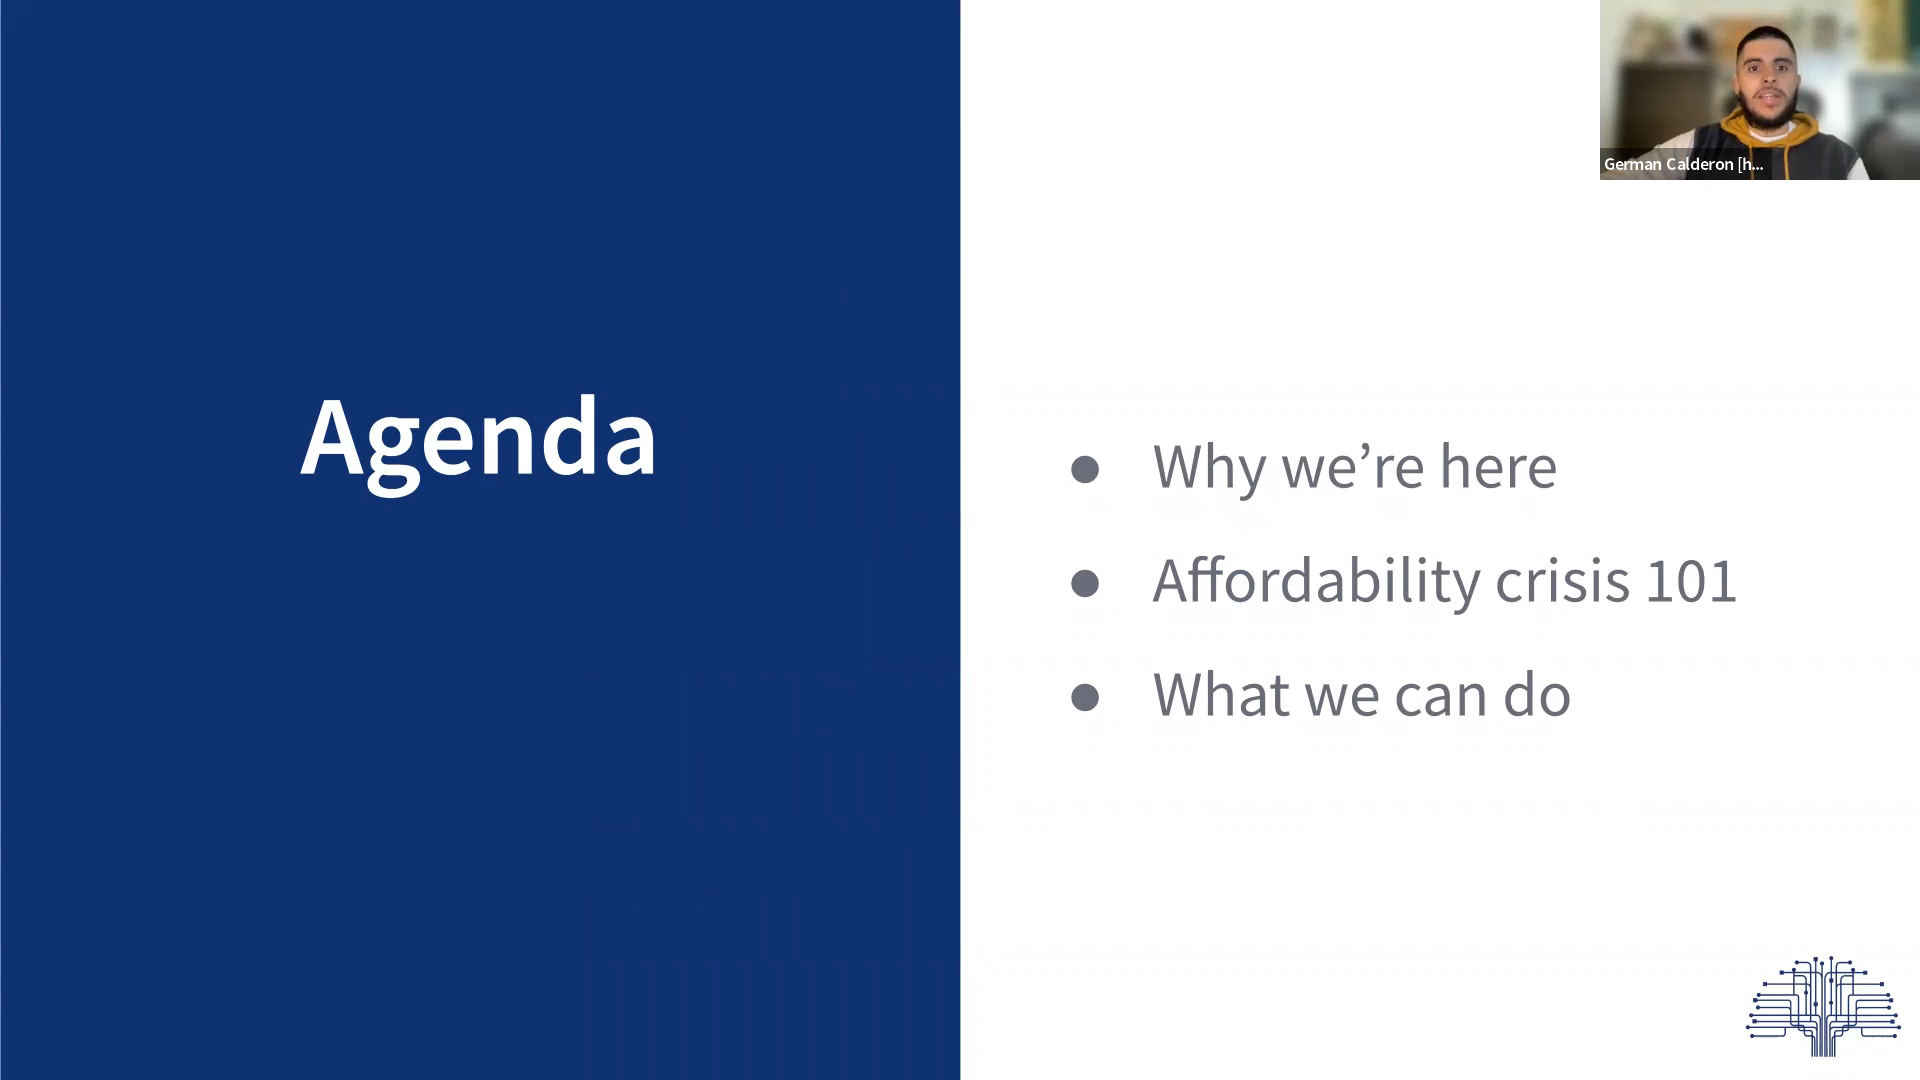 Agenda
Why we’re here
Affordability crisis 101
What we can do
German Calderon [h...